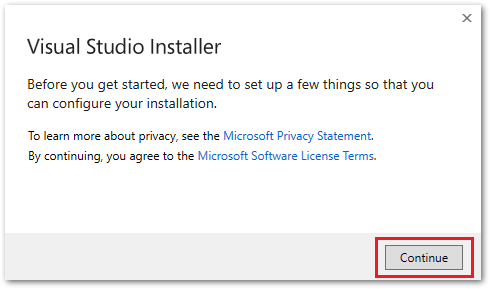 Visual Studio Installer
Before you get started, we need to set up a few things so that you
can configure your installation.
To learn more about privacy, see the Microsoft Privacy Statement.
By continuing, you agree to the Microsoft Software License Terms.
Continue